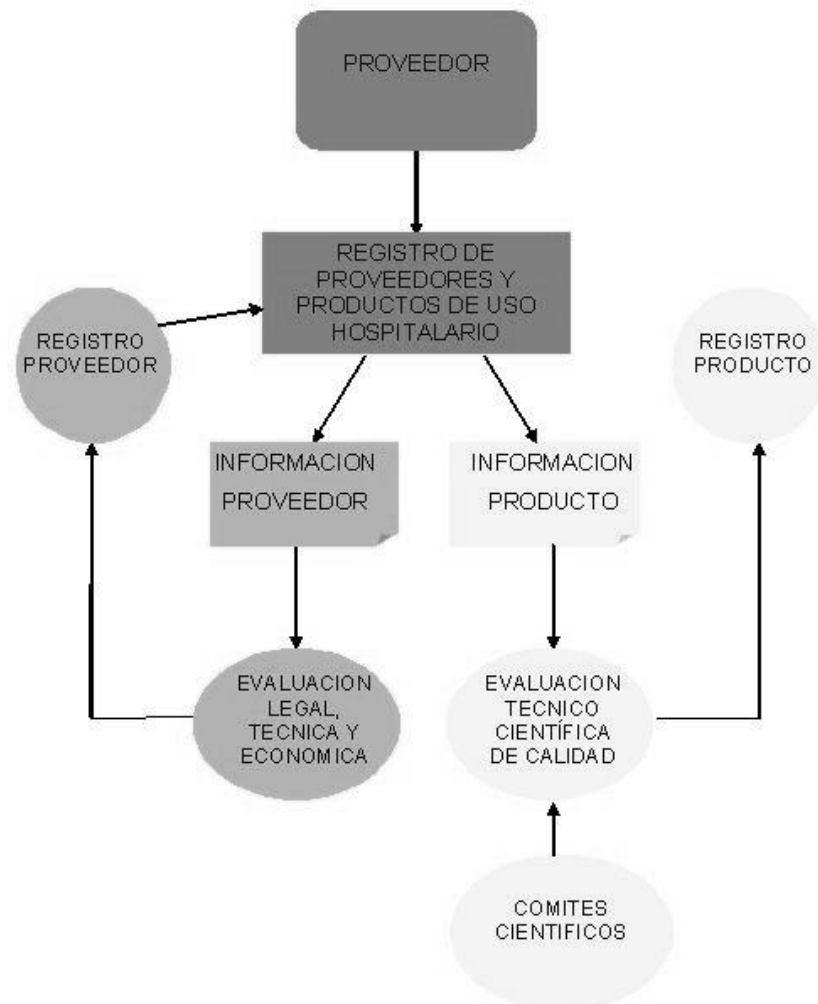 PROVEEDOR
REGISTRO DE
PROVEEDORES Y
PRODUCTOS DE USO
HOSPITALARIO
REGISTRO
PROVEEDOR
REGISTRO
PRODUCTO
INFORMACION
PROVEEDOR
INFORMACION
PRODUCTO
EVALUACION
LEGAL,
TECNICA Y
ECONOMICA
EVALUACION
TECNICO
CIENTÍFICA
DE CALIDAD
COMITES
CIENTIFICOS